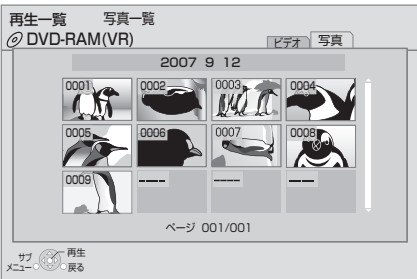 再生一覧 写真一覧
DVD-RAM(VR)
ビデオ 写真
2007 9 12
0001 0002 0003 0004
0005 0006 0007 0008
0009 ---- ---- ----
ページ 001/001
サブ
メニュー
再生
戻る